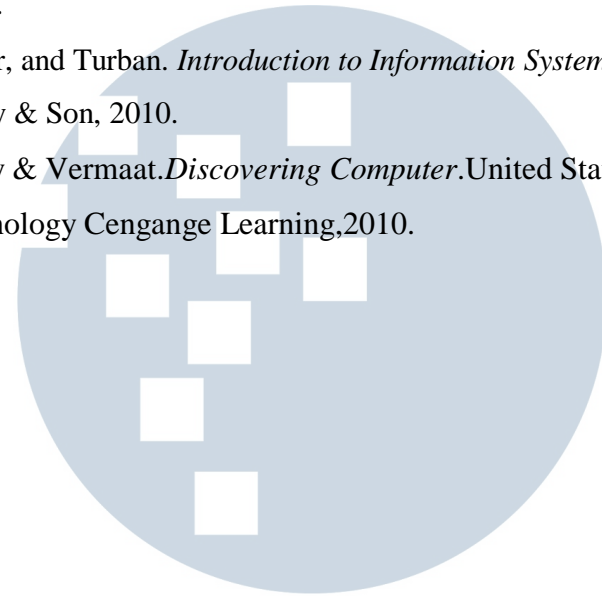 r, and Turban. Introduction to Information System
y & Son, 2010.
y & Vermaat.Discovering Computer.United Sta
nology Cengange Learning,2010.